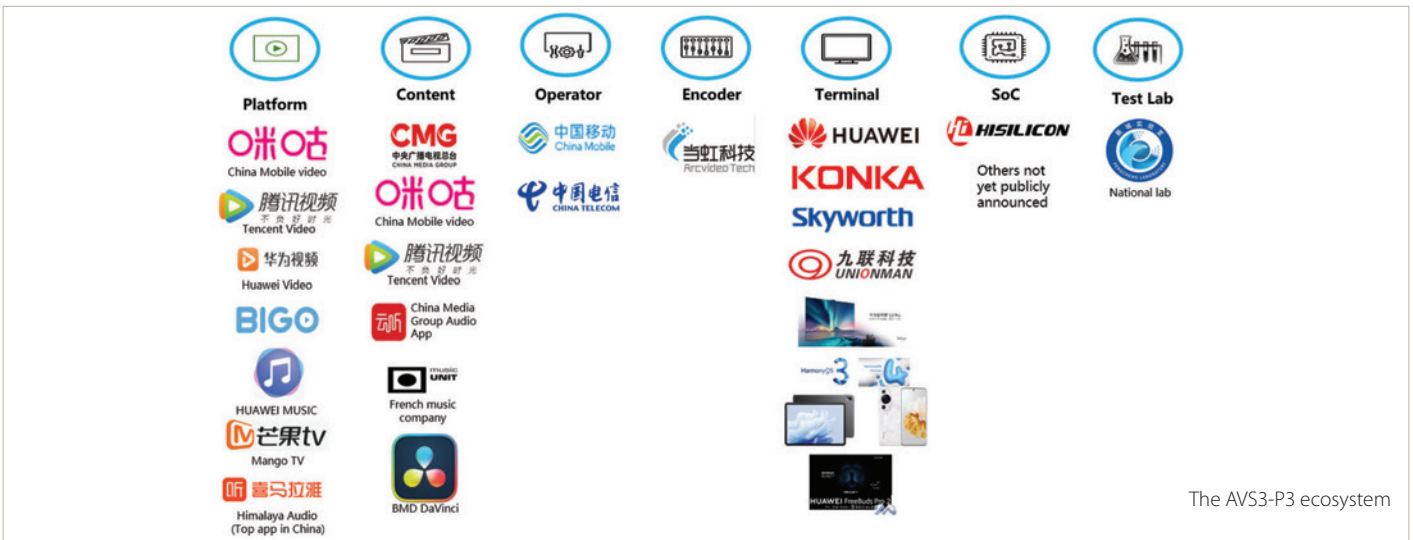 Platform
咪咕
China Mobile video
腾讯视频
不负好时光
Tencent Video
华为视频
Huawei Video
BIGO
HUAWEI MUSIC
芒果tv
Mango TV
听 喜马拉雅
Himalaya Audio
(Top app in China)
Content
CMG
中央广播电视总台
CHINA MEDIA GROUP
咪咕
China Mobile video
腾讯视频
不负好时光
Tencent Video
云听
China Media
Group Audio
App
music
UNIT
French music
company
BMD DaVinci
Operator
中国移动
China Mobile
中国电信
CHINA TELECOM
Encoder
当虹科技
Arcvideo Tech
Terminal
HUAWEI
KONKA
Skyworth
九联科技
UNIONMAN
HarmonyOS 3
4
HUAWEI FreeBuds Pro 2
SoC
HISILICON
Others not
yet publicly
announced
Test Lab
National lab
The AVS3-P3 ecosystem